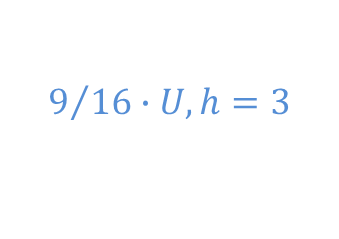 9/16 · U, h = 3